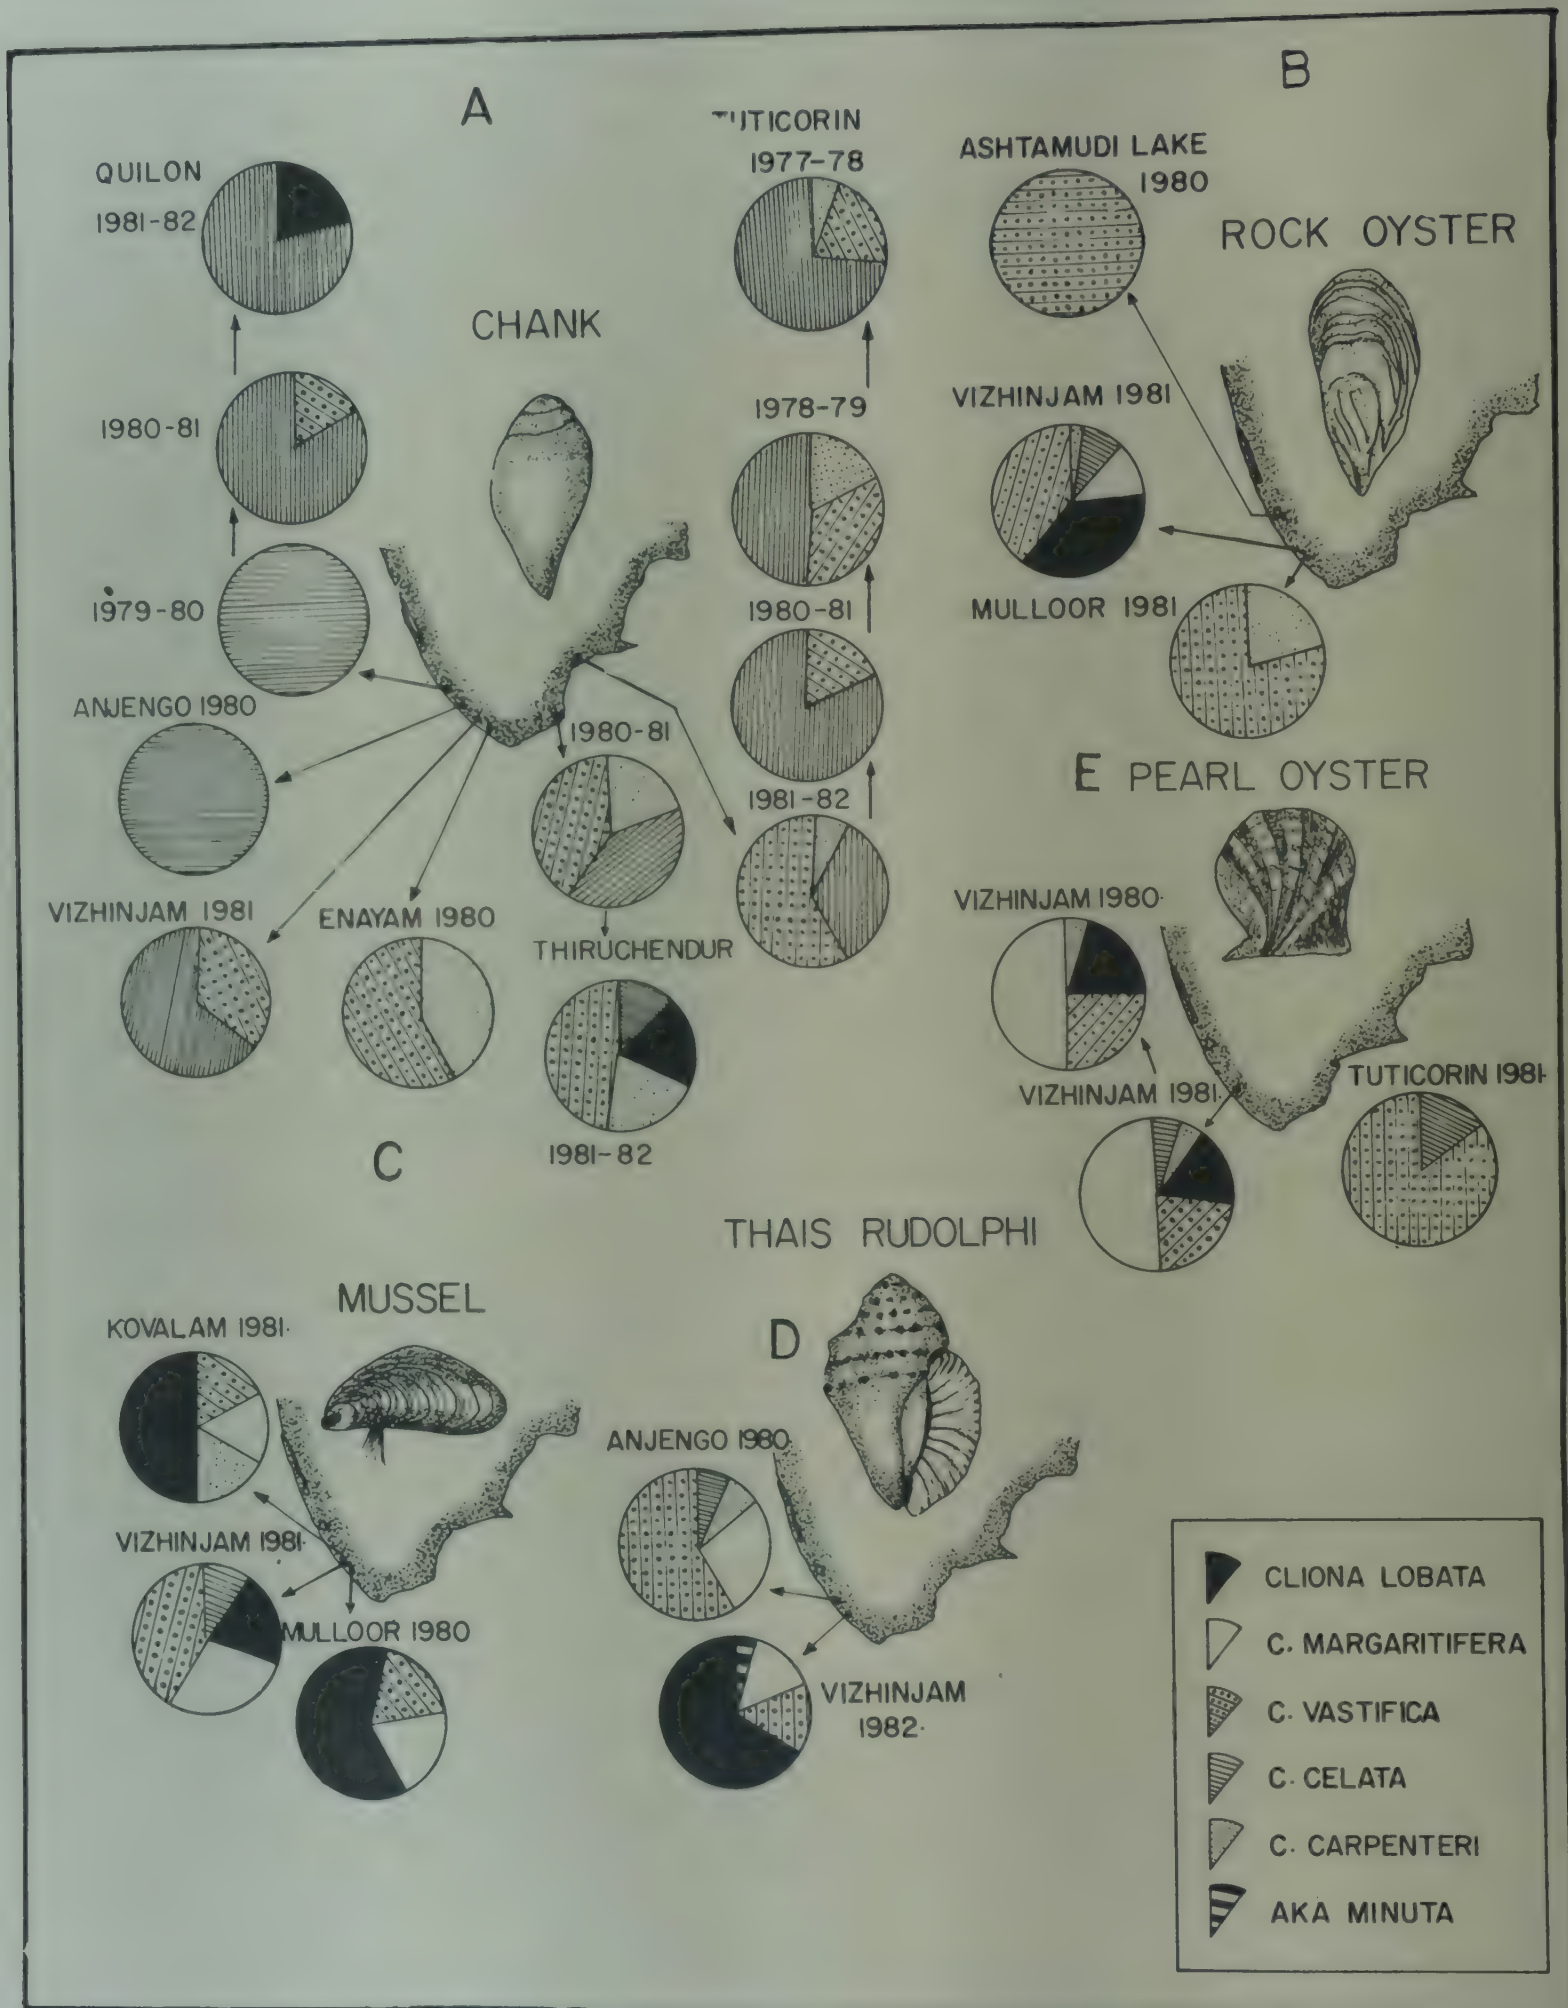 A
QUILON
1981-82
CHANK
1980-81
1979-80
ANJENGO 1980
VIZHINJAM 1981
ENAYAM 1980
1980-81
THIRUCHENDUR
1981-82
TUTICORIN
1977-78
1978-79
1980-81
1981-82
B
ASHTAMUDI LAKE
1980
ROCK OYSTER
VIZHINJAM 1981
MULLOOR 1981
E PEARL OYSTER
VIZHINJAM 1980.
VIZHINJAM 1981.
TUTICORIN 1981.
C
MUSSEL
KOVALAM 1981.
VIZHINJAM 1981.
MULLOOR 1980
THAIS RUDOLPHI
D
ANJENGO 1980.
VIZHINJAM
1982.
CLIONA LOBATA
C. MARGARITIFERA
C. VASTIFICA
C. CELATA
C. CARPENTERI
AKA MINUTA